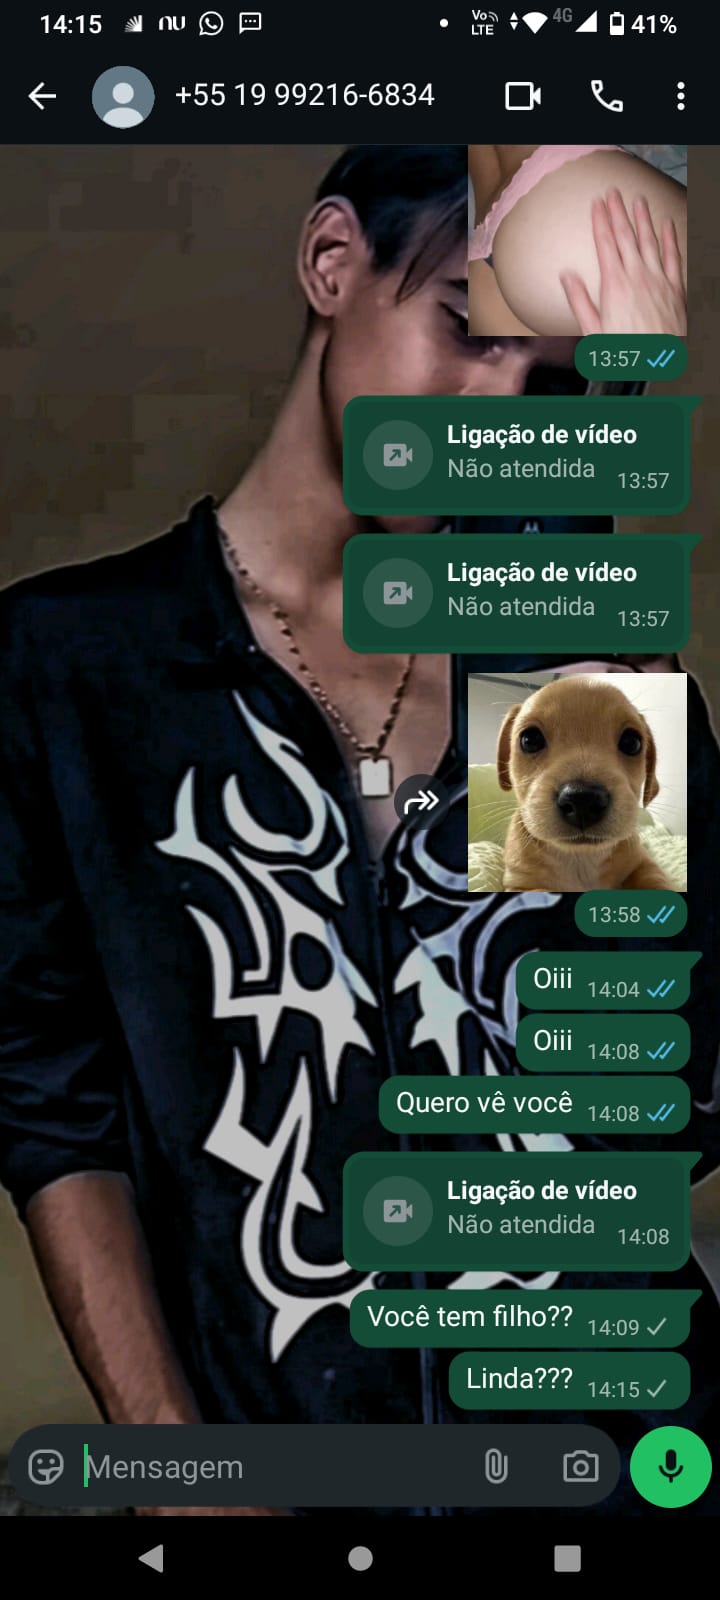 14:15 nu Vo LTE 4G 41%
+55 19 99216-6834
13:57
Ligação de vídeo
Não atendida 13:57
Ligação de vídeo
Não atendida 13:57
13:58
Oiii 14:04
Oiii 14:08
Quero vê você 14:08
Ligação de vídeo
Não atendida 14:08
Você tem filho?? 14:09
Linda??? 14:15
Mensagem